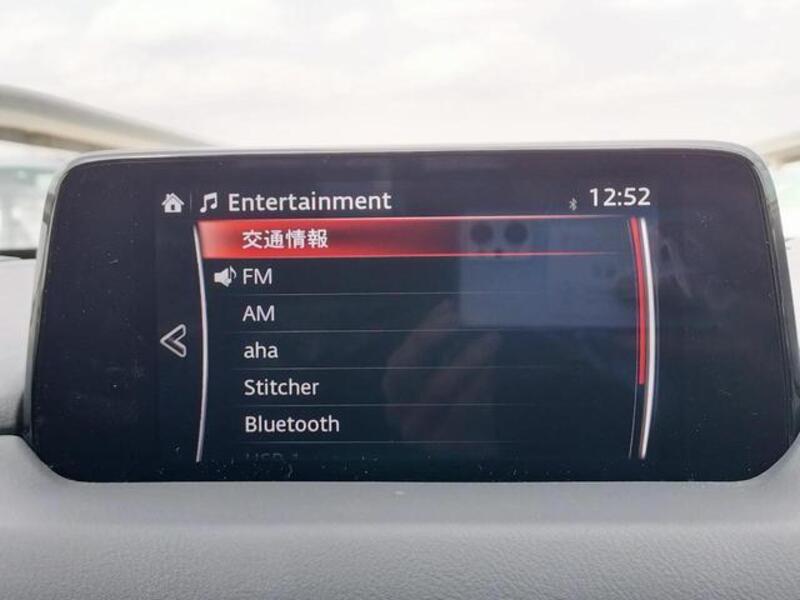 Entertainment
12:52
交通情報
FM
AM
aha
Stitcher
Bluetooth